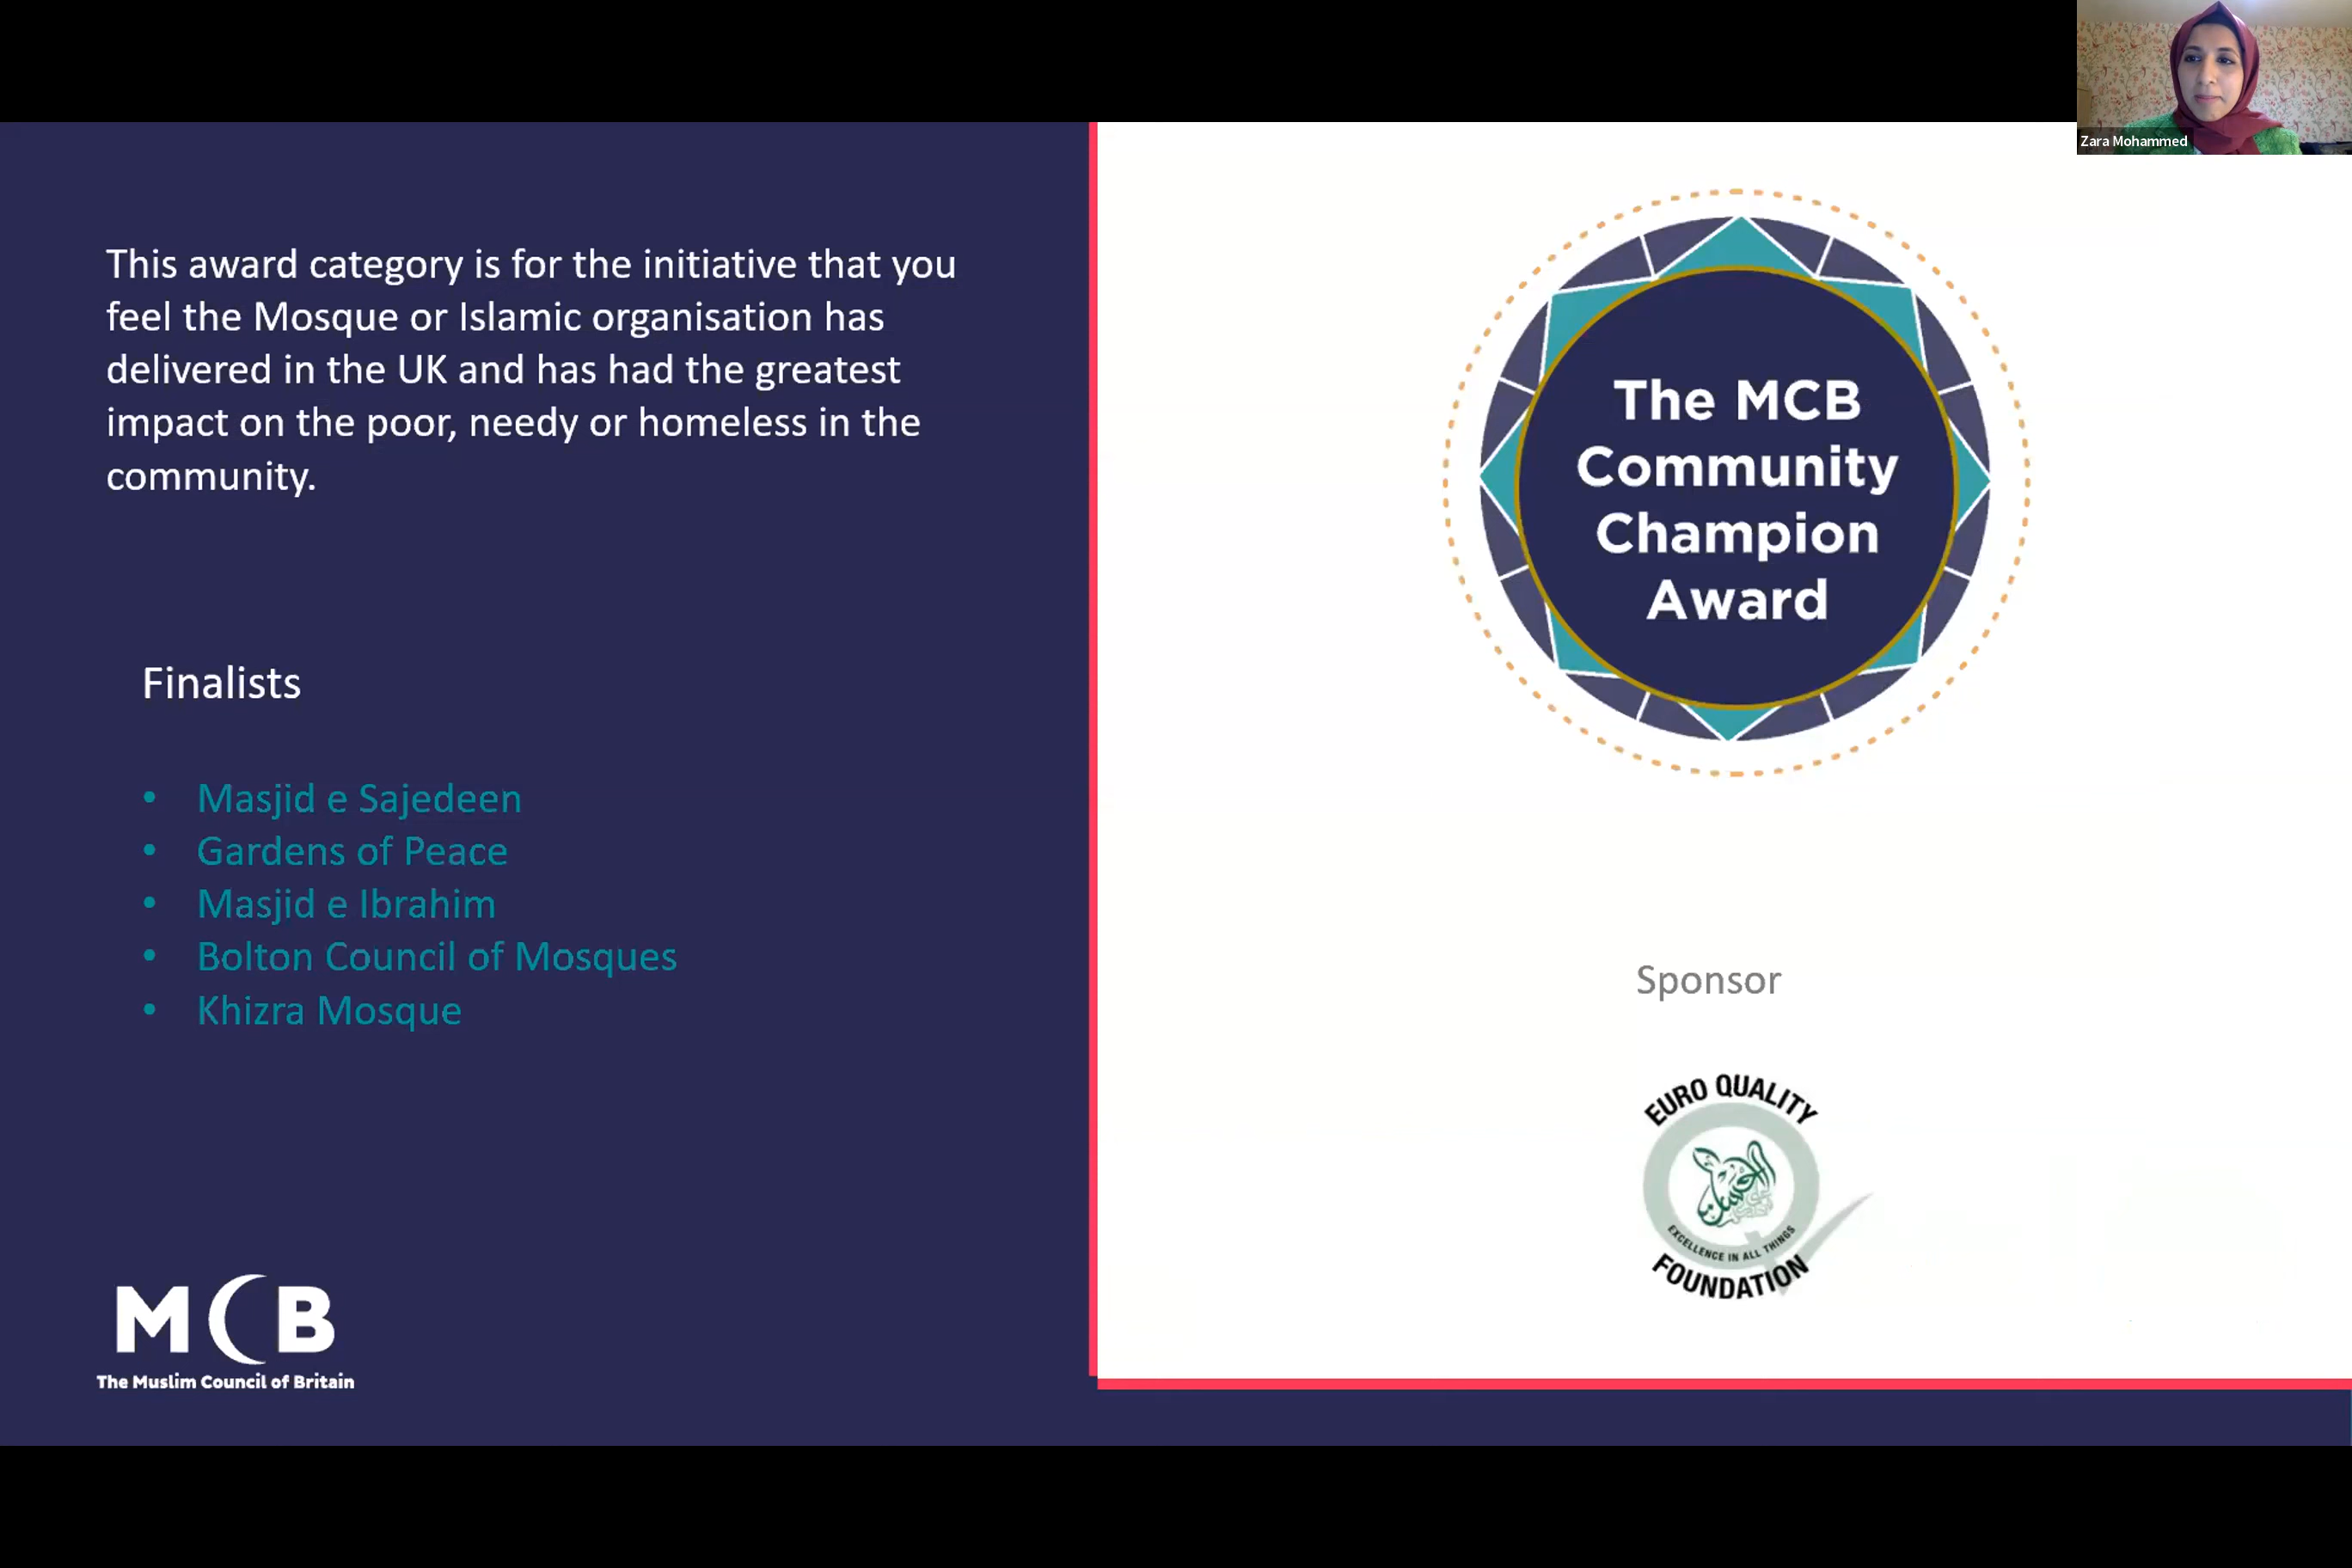 Zara Mohammed
This award category is for the initiative that you
feel the Mosque or Islamic organisation has
delivered in the UK and has had the greatest
impact on the poor, needy or homeless in the
community.
Finalists
• Masjid e Sajedeen
• Gardens of Peace
• Masjid e Ibrahim
• Bolton Council of Mosques
• Khizra Mosque
MCB
The Muslim Council of Britain
The MCB
Community
Champion
Award
Sponsor
EURO QUALITY
EXCELLENCE IN ALL THINGS
FOUNDATION